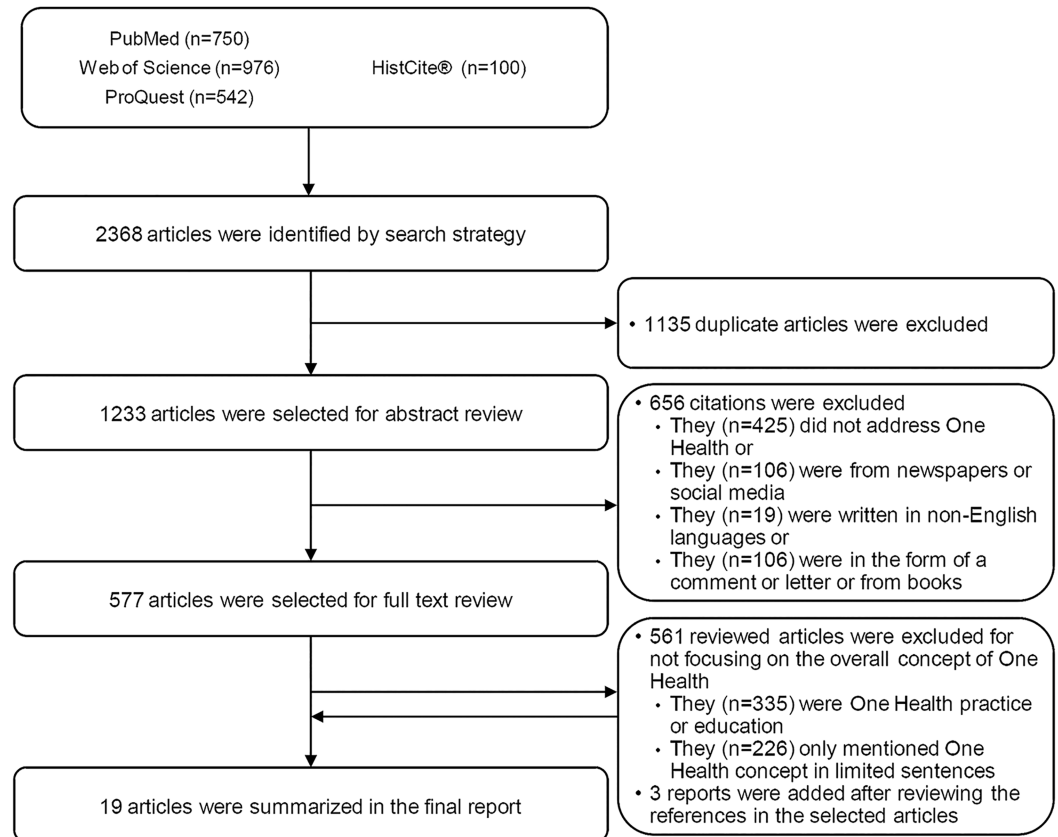 PubMed (n=750)
Web of Science (n=976)
HistCite® (n=100)
ProQuest (n=542)
2368 articles were identified by search strategy
• 1135 duplicate articles were excluded
1233 articles were selected for abstract review
• 656 citations were excluded
• They (n=425) did not address One
Health or
• They (n=106) were from newspapers or
social media
• They (n=19) were written in non-English
languages or
• They (n=106) were in the form of a
comment or letter or from books
577 articles were selected for full text review
• 561 reviewed articles were excluded for
not focusing on the overall concept of One
Health
• They (n=335) were One Health practice
or education
• They (n=226) only mentioned One
Health concept in limited sentences
• 3 reports were added after reviewing the
references in the selected articles
19 articles were summarized in the final report